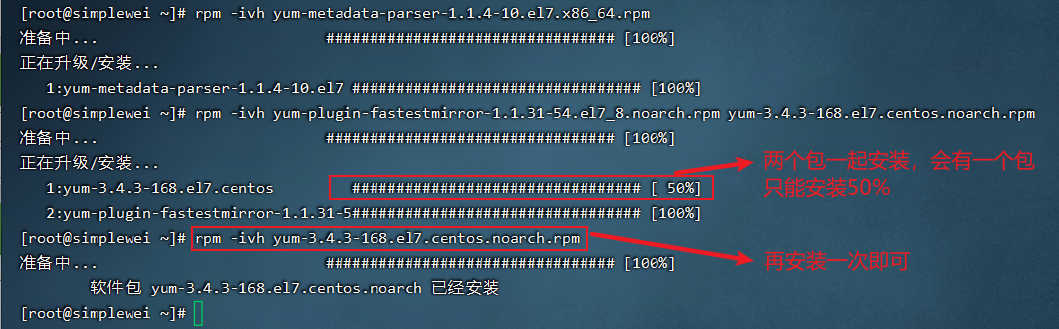 [root@simplewei ~]# rpm -ivh yum-metadata-parser-1.1.4-10.el7.x86_64.rpm
准备中... ################################# [100%]
正在升级/安装...
1:yum-metadata-parser-1.1.4-10.el7 ################################# [100%]
[root@simplewei ~]# rpm -ivh yum-plugin-fastestmirror-1.1.31-54.el7_8.noarch.rpm yum-3.4.3-168.el7.centos.noarch.rpm
准备中... ################################# [100%]
正在升级/安装...
1:yum-3.4.3-168.el7.centos ################################# [ 50%]
2:yum-plugin-fastestmirror-1.1.31-5################################# [100%]
两个包一起安装，会有一个包
只能安装50%
[root@simplewei ~]# rpm -ivh yum-3.4.3-168.el7.centos.noarch.rpm
准备中... ################################# [100%]
再安装一次即可
软件包 yum-3.4.3-168.el7.centos.noarch 已经安装
[root@simplewei ~]#